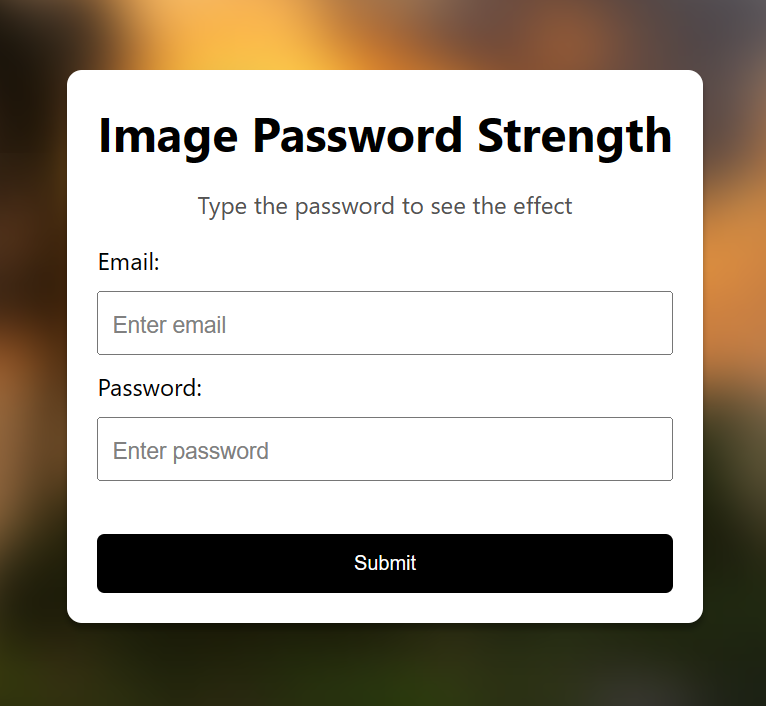 Image Password Strength
Type the password to see the effect
Email:
Enter email
Password:
Enter password
Submit